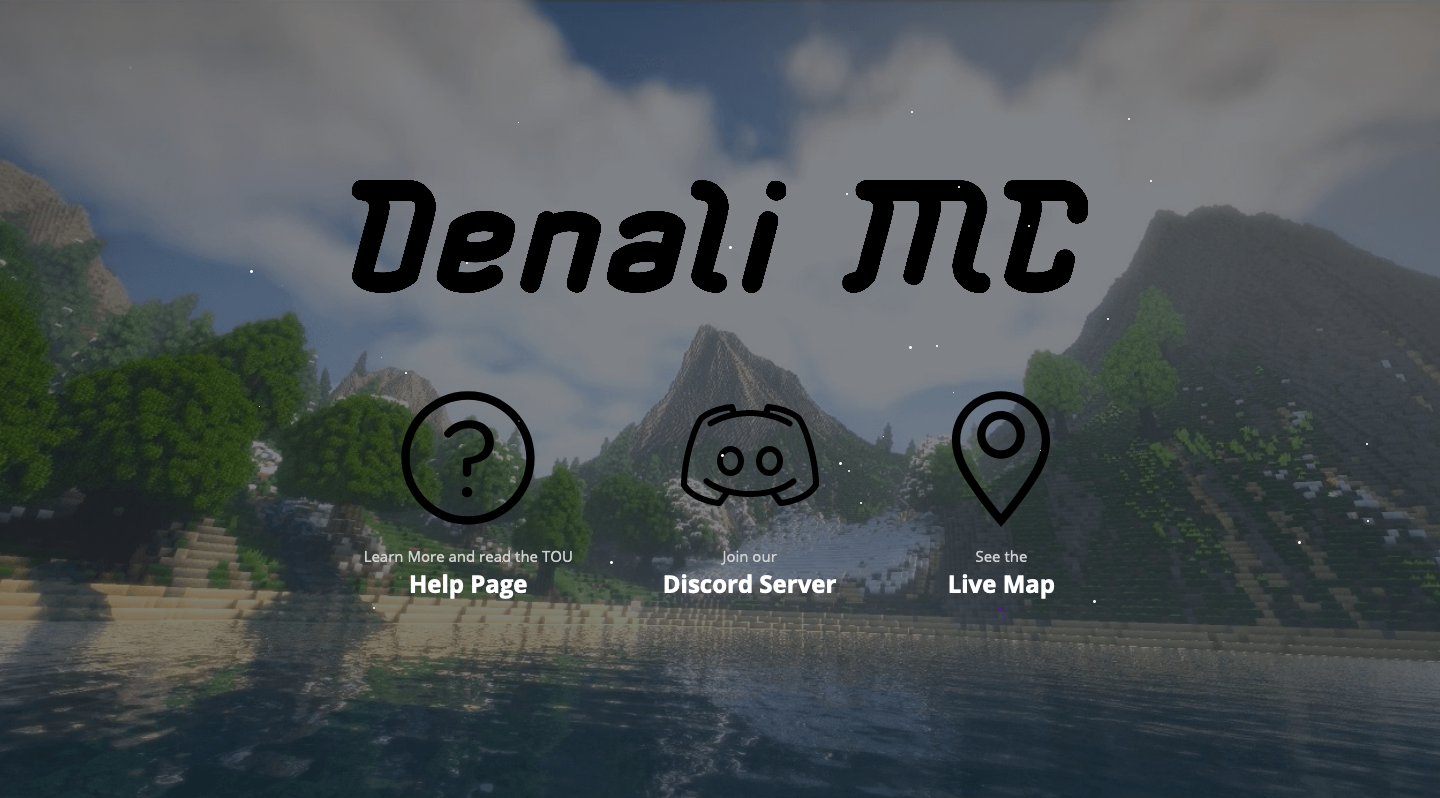 Denali MC
Learn More and read the TOU
Help Page
Join our
Discord Server
See the
Live Map